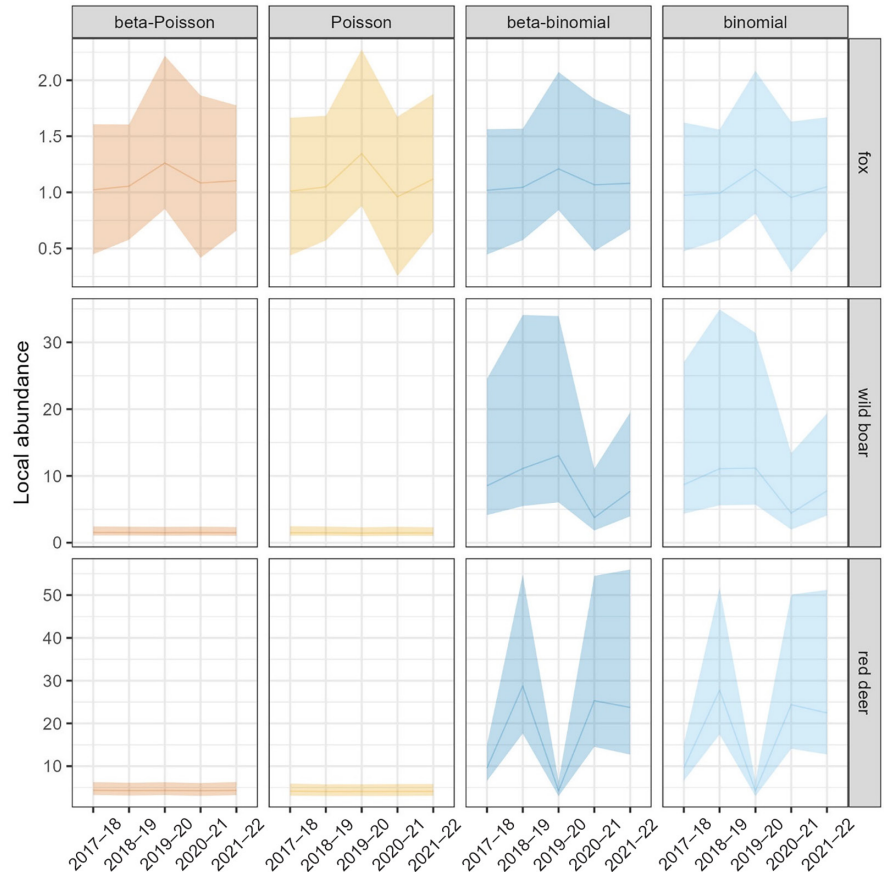 beta-Poisson Poisson beta-binomial binomial
2.0
1.5
1.0
0.5
fox
Local abundance
30
20
10
0
wild boar
50
40
30
20
10
red deer
2017–18 2018–19 2019–20 2020–21 2021–22 2017–18 2018–19 2019–20 2020–21 2021–22 2017–18 2018–19 2019–20 2020–21 2021–22 2017–18 2018–19 2019–20 2020–21 2021–22